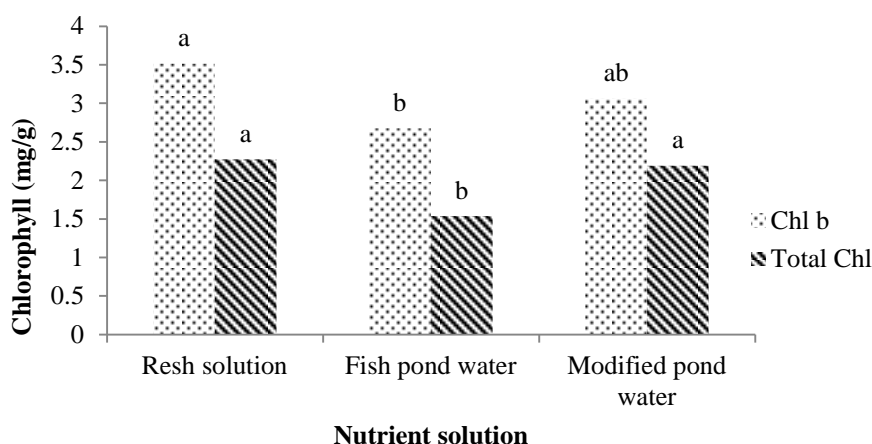 Chlorophyll (mg/g)
4
3.5
3
2.5
2
1.5
1
0.5
0
a
a
b
b
ab
a
Chl b
Total Chl
Resh solution
Fish pond water
Modified pond
water
Nutrient solution